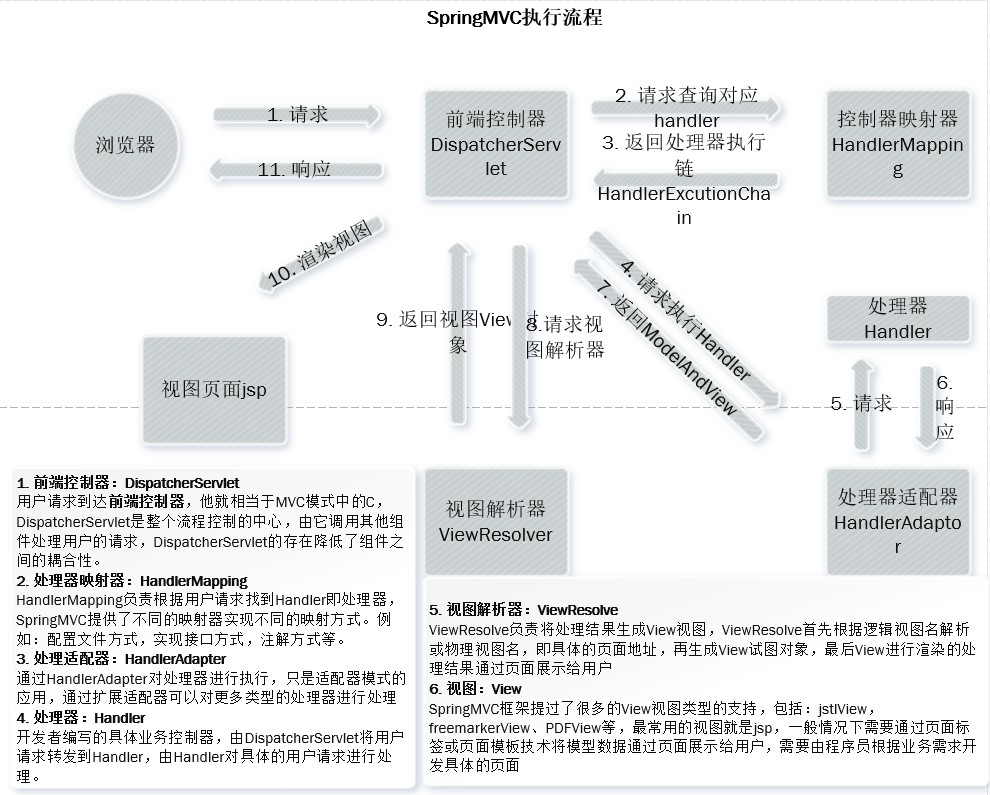 SpringMVC执行流程
浏览器
1. 请求
11. 响应
前端控制器
DispatcherServ
let
2. 请求查询对应
handler
3. 返回处理器执行
链
HandlerExcutionCha
in
控制器映射器
HandlerMappin
g
10. 渲染视图
9. 返回视图View对
象
8.请求视
图解析器
4. 请求执行Handler
7. 返回ModelAndView
处理器
Handler
5. 请求
6.
响
应
视图页面jsp
视图解析器
ViewResolver
处理器适配器
HandlerAdapto
r
1. 前端控制器：DispatcherServlet
用户请求到达前端控制器，他就相当于MVC模式中的C，
DispatcherServlet是整个流程控制的中心，由它调用其他组
件处理用户的请求，DispatcherServlet的存在降低了组件之
间的耦合性。
2. 处理器映射器：HandlerMapping
HandlerMapping负责根据用户请求找到Handler即处理器，
SpringMVC提供了不同的映射器实现不同的映射方式。例
如：配置文件方式，实现接口方式，注解方式等。
3. 处理适配器：HandlerAdapter
通过HandlerAdapter对处理器进行执行，只是适配器模式的
应用，通过扩展适配器可以对更多类型的处理器进行处理
4. 处理器：Handler
开发者编写的具体业务控制器，由DispatcherServlet将用户
请求转发到Handler，由Handler对具体的用户请求进行处
理。
5. 视图解析器：ViewResolve
ViewResolve负责将处理结果生成View视图，ViewResolve首先根据逻辑视图名解析
或物理视图名，即具体的页面地址，再生成View试图对象，最后View进行渲染的处
理结果通过页面展示给用户
6. 视图：View
SpringMVC框架提过了很多的View视图类型的支持，包括：jstlView，
freemarkerView、PDFView等，最常用的视图就是jsp，一般情况下需要通过页面标
签或页面模板技术将模型数据通过页面展示给用户，需要由程序员根据业务需求开
发具体的页面